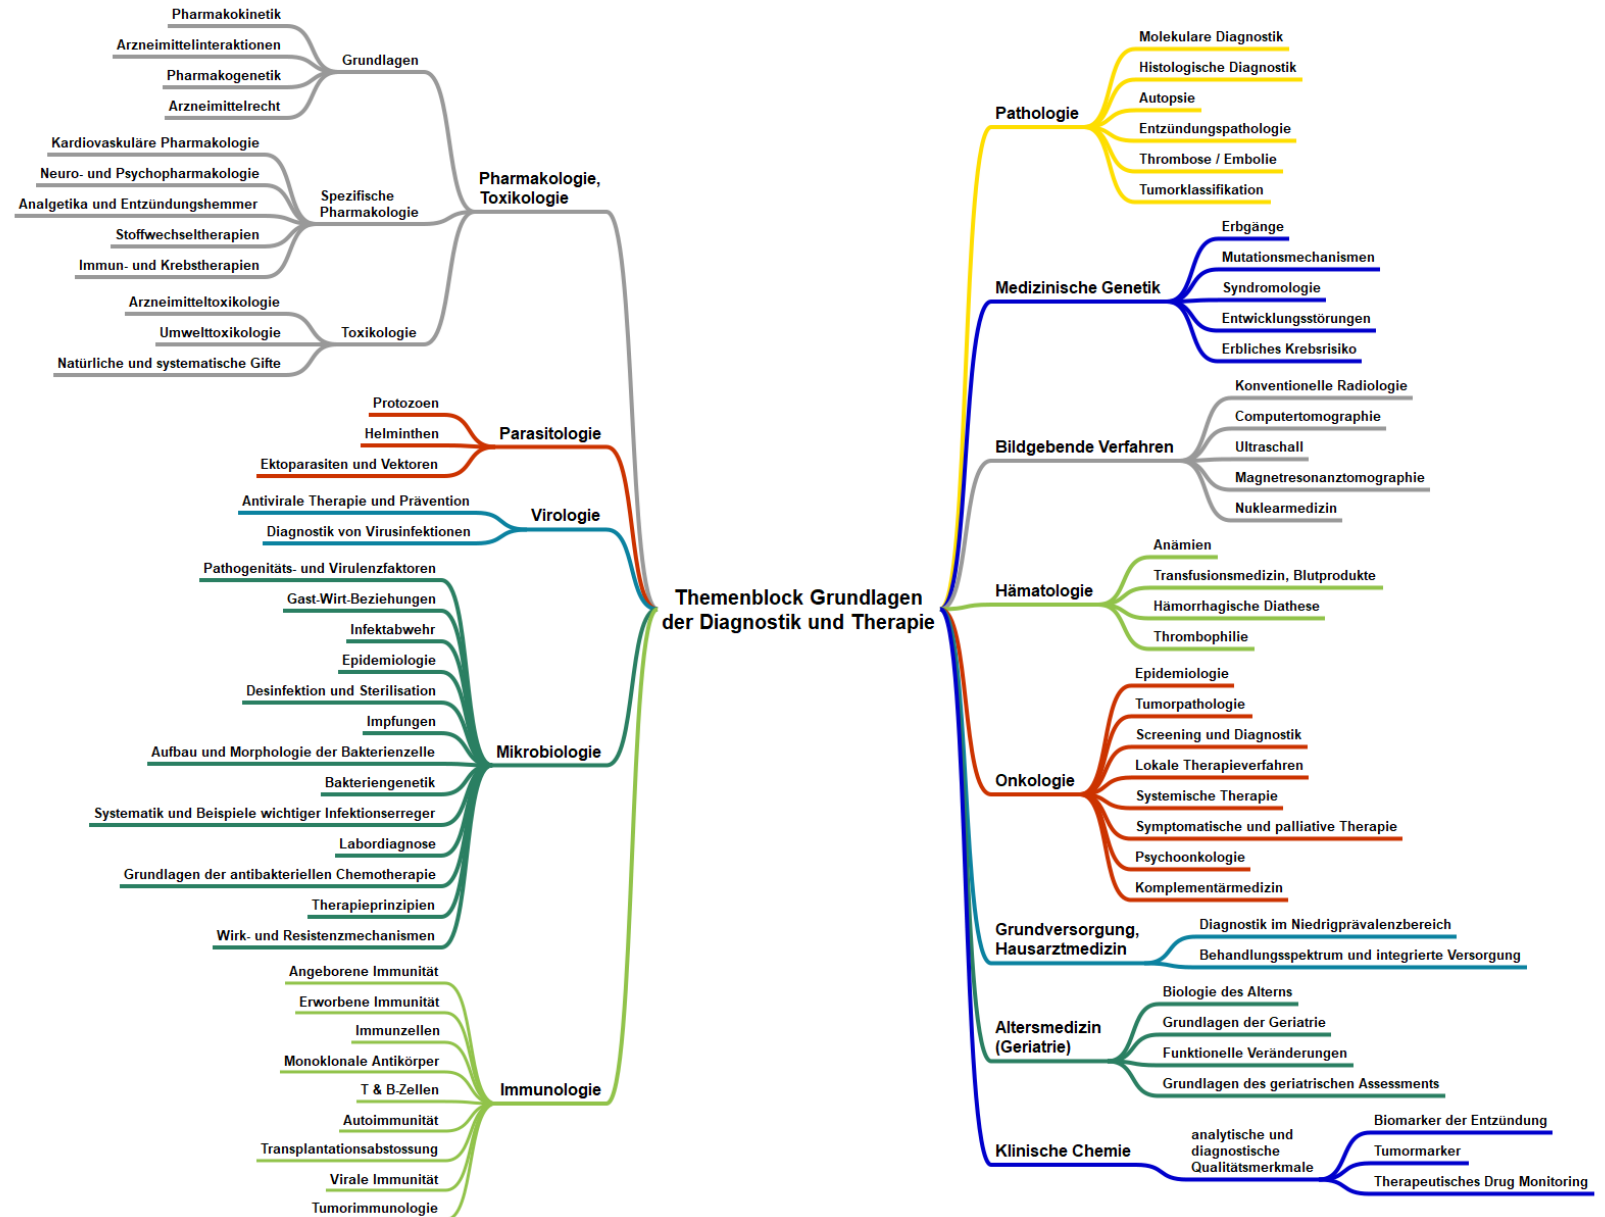 Themenblock Grundlagen
der Diagnostik und Therapie
Pharmakologie,
Toxikologie
Grundlagen
Pharmakokinetik
Arzneimittelinteraktionen
Pharmakogenetik
Arzneimittelrecht
Spezifische
Pharmakologie
Kardiovaskuläre Pharmakologie
Neuro- und Psychopharmakologie
Analgetika und Entzündungshemmer
Stoffwechseltherapien
Immun- und Krebstherapien
Toxikologie
Arzneimitteltoxikologie
Umwelttoxikologie
Natürliche und systematische Gifte
Parasitologie
Protozoen
Helminthen
Ektoparasiten und Vektoren
Virologie
Antivirale Therapie und Prävention
Diagnostik von Virusinfektionen
Mikrobiologie
Pathogenitäts- und Virulenzfaktoren
Gast-Wirt-Beziehungen
Infektabwehr
Epidemiologie
Desinfektion und Sterilisation
Impfungen
Aufbau und Morphologie der Bakterienzelle
Bakteriengenetik
Systematik und Beispiele wichtiger Infektionserreger
Labordiagnose
Grundlagen der antibakteriellen Chemotherapie
Therapieprinzipien
Wirk- und Resistenzmechanismen
Immunologie
Angeborene Immunität
Erworbene Immunität
Immunzellen
Monoklonale Antikörper
T & B-Zellen
Autoimmunität
Transplantationsabstossung
Virale Immunität
Tumorimmunologie
Pathologie
Molekulare Diagnostik
Histologische Diagnostik
Autopsie
Entzündungspathologie
Thrombose / Embolie
Tumorklassifikation
Medizinische Genetik
Erbgänge
Mutationsmechanismen
Syndromologie
Entwicklungsstörungen
Erbliches Krebsrisiko
Bildgebende Verfahren
Konventionelle Radiologie
Computertomographie
Ultraschall
Magnetresonanztomographie
Nuklearmedizin
Hämatologie
Anämien
Transfusionsmedizin, Blutprodukte
Hämorrhagische Diathese
Thrombophilie
Onkologie
Epidemiologie
Tumorpathologie
Screening und Diagnostik
Lokale Therapieverfahren
Systemische Therapie
Symptomatische und palliative Therapie
Psychoonkologie
Komplementärmedizin
Grundversorgung,
Hausarztmedizin
Diagnostik im Niedrigprävalenzbereich
Behandlungsspektrum und integrierte Versorgung
Altersmedizin
(Geriatrie)
Biologie des Alterns
Grundlagen der Geriatrie
Funktionelle Veränderungen
Grundlagen des geriatrischen Assessments
Klinische Chemie
analytische und
diagnostische
Qualitätsmerkmale
Biomarker der Entzündung
Tumormarker
Therapeutisches Drug Monitoring